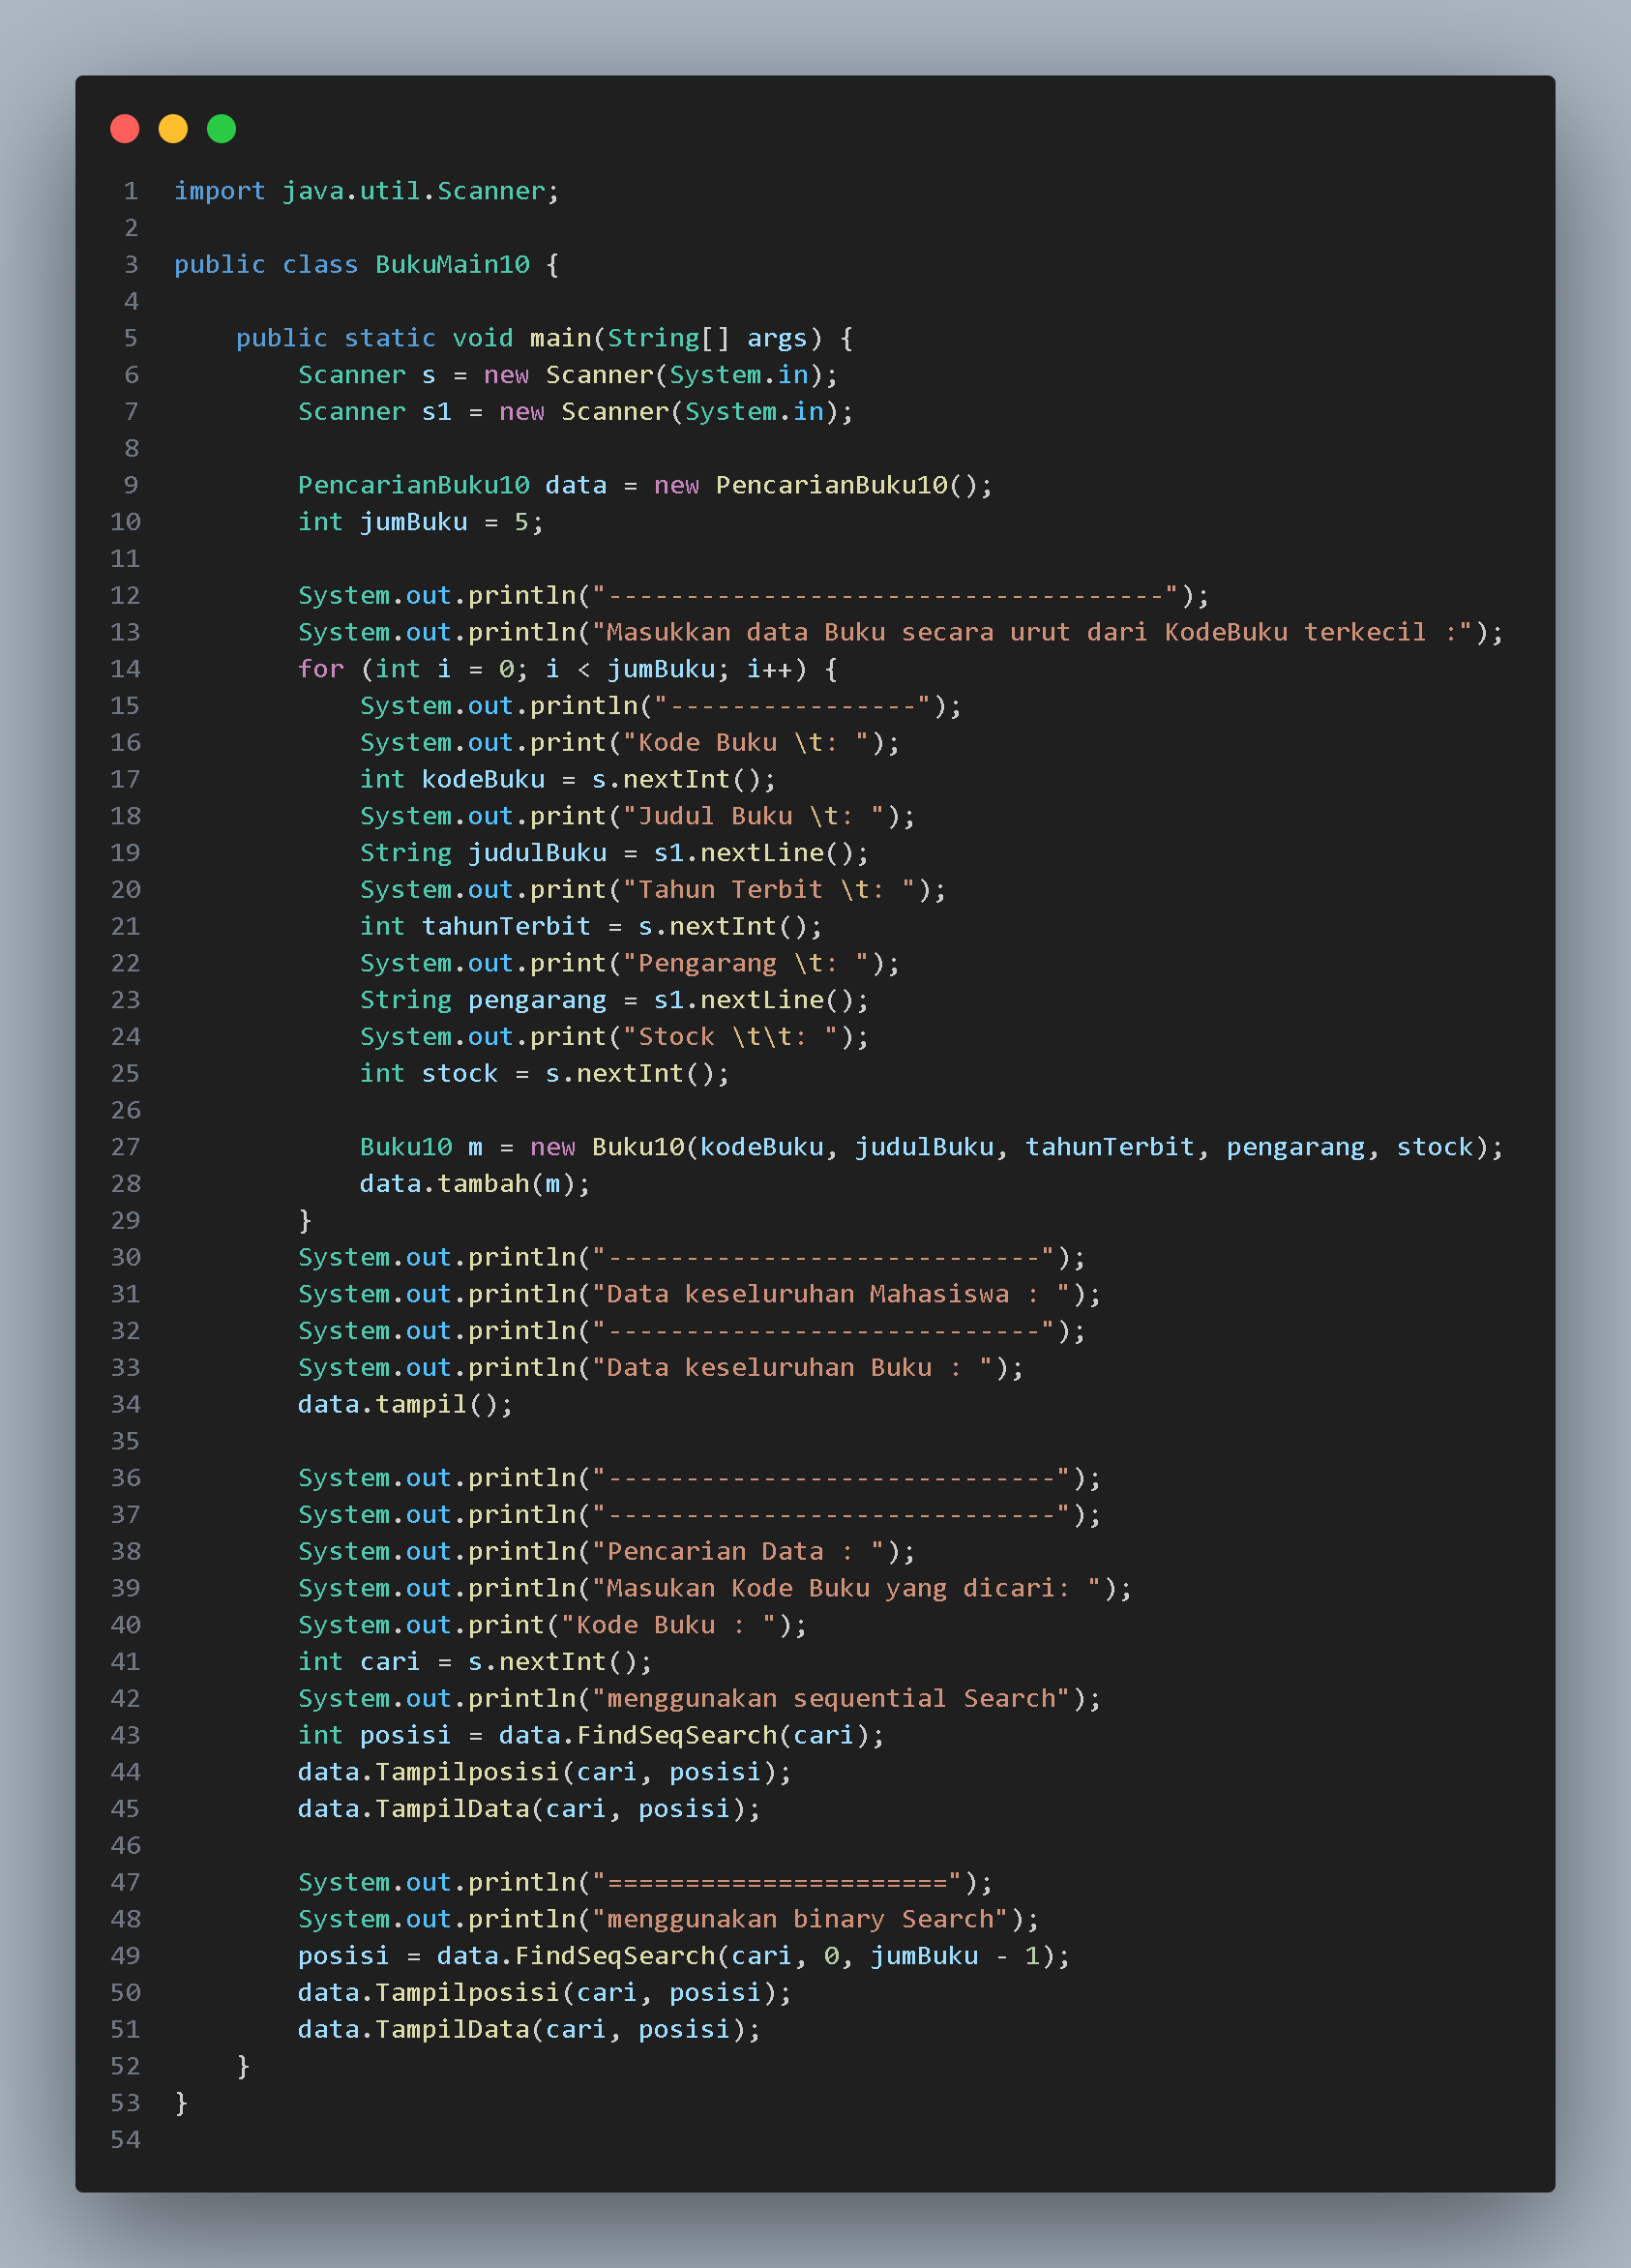 1 import java.util.Scanner;
2
3 public class BukuMain10 {
4
5     public static void main(String[] args) {
6         Scanner s = new Scanner(System.in);
7         Scanner s1 = new Scanner(System.in);
8
9         PencarianBuku10 data = new PencarianBuku10();
10         int jumBuku = 5;
11
12         System.out.println("------------------------------------");
13         System.out.println("Masukkan data Buku secara urut dari KodeBuku terkecil :");
14         for (int i = 0; i < jumBuku; i++) {
15             System.out.println("----------------");
16             System.out.print("Kode Buku \t: ");
17             int kodeBuku = s.nextInt();
18             System.out.print("Judul Buku \t: ");
19             String judulBuku = s1.nextLine();
20             System.out.print("Tahun Terbit \t: ");
21             int tahunTerbit = s.nextInt();
22             System.out.print("Pengarang \t: ");
23             String pengarang = s1.nextLine();
24             System.out.print("Stock \t\t: ");
25             int stock = s.nextInt();
26
27             Buku10 m = new Buku10(kodeBuku, judulBuku, tahunTerbit, pengarang, stock);
28             data.tambah(m);
29         }
30         System.out.println("----------------------------");
31         System.out.println("Data keseluruhan Mahasiswa : ");
32         System.out.println("----------------------------");
33         System.out.println("Data keseluruhan Buku : ");
34         data.tampil();
35
36         System.out.println("-----------------------------");
37         System.out.println("-----------------------------");
38         System.out.println("Pencarian Data : ");
39         System.out.println("Masukan Kode Buku yang dicari: ");
40         System.out.print("Kode Buku : ");
41         int cari = s.nextInt();
42         System.out.println("menggunakan sequential Search");
43         int posisi = data.FindSeqSearch(cari);
44         data.Tampilposisi(cari, posisi);
45         data.TampilData(cari, posisi);
46
47         System.out.println("======================");
48         System.out.println("menggunakan binary Search");
49         posisi = data.FindSeqSearch(cari, 0, jumBuku - 1);
50         data.Tampilposisi(cari, posisi);
51         data.TampilData(cari, posisi);
52     }
53 }
54